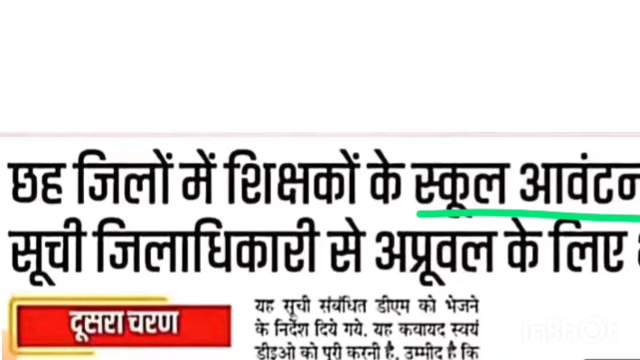 छह जिलों में शिक्षकों के स्कूल आवंटन
सूची जिलाधिकारी से अप्रूवल के लिए
दूसरा चरण
यह सूची संबंधित डीएम को भेजने
के निर्देश दिये गये. यह कवायद स्वयं
डीइओ को पूरी करनी है. उम्मीद है कि
InShot